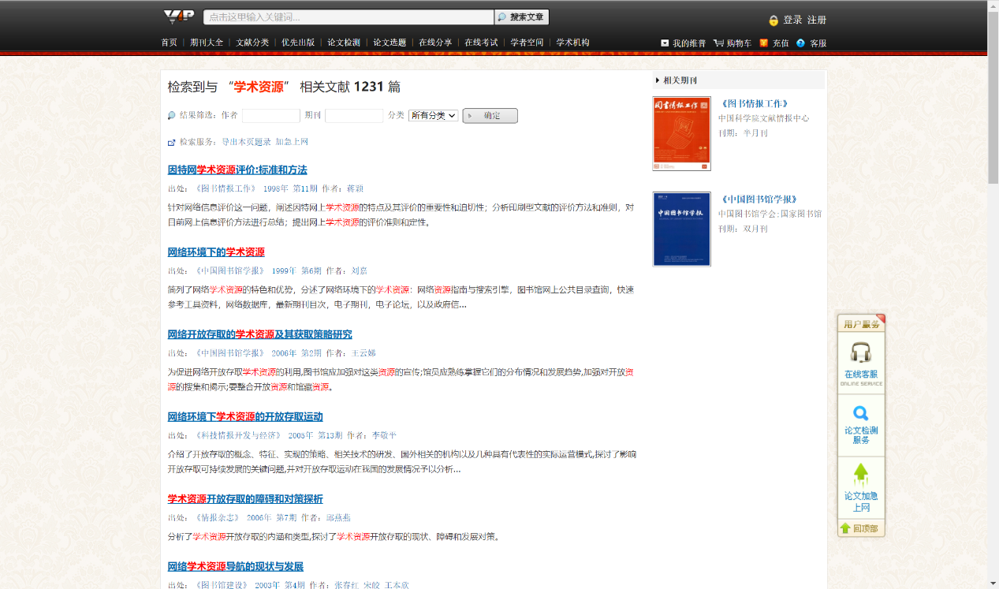 VIP 点击这里输入关键词... 搜索文章 登录 注册
首页 期刊大全 文献分类 优先出版 论文检测 论文选题 在线分享 在线考试 学者空间 学术机构 我的维普 购物车 充值 客服
检索到与 “学术资源” 相关文献 1231 篇
结果筛选：作者 期刊 分类 所有分类 确定
检索服务：导出本页题录 加急上网
因特网学术资源评价:标准和方法
出处：《图书情报工作》 1998年 第11期 作者：蒋颖
针对网络信息评价这一问题，阐述因特网上学术资源的特点及其评价的重要性和迫切性；分析印刷型文献的评价方法和准则，对
目前网上信息评价方法进行总结；提出网上学术资源的评价准则和定性。
网络环境下的学术资源
出处：《中国图书馆学报》 1999年 第6期 作者：刘嘉
简列了网络学术资源的特色和优势，分述了网络环境下的学术资源：网络资源指南与搜索引擎，图书馆网上公共目录查询，快速
参考工具资料，网络数据库，最新期刊目次，电子期刊，电子论坛，以及政府信...
网络开放存取的学术资源及其获取策略研究
出处：《中国图书馆学报》 2006年 第2期 作者：王云娣
为促进网络开放存取学术资源的利用,图书馆应加强对这类资源的宣传;馆员应熟练掌握它们的分布情况和发展趋势,加强对开放资
源的搜集和揭示;要整合开放资源和馆藏资源。
网络环境下学术资源的开放存取运动
出处：《科技情报开发与经济》 2005年 第13期 作者：李敬平
介绍了开放存取的概念、特征、实现的策略、相关技术的研发、国外相关的机构以及几种具有代表性的实际运营模式,探讨了影响
开放存取可持续发展的关键问题,并对开放存取运动在我国的发展情况予以分析...
学术资源开放存取的障碍和对策探析
出处：《情报杂志》 2006年 第7期 作者：邱燕燕
分析了学术资源开放存取的内涵和类型,探讨了学术资源开放存取的现状、障碍和发展对策。
网络学术资源导航的现状与发展
出处：《图书馆建设》 2003年 第4期 作者：张春红 宋皎 王本欣
相关期刊
图书情报工作
《图书情报工作》
中国科学院文献情报中心
刊期：半月刊
中国图书馆学报
《中国图书馆学报》
中国图书馆学会;国家图书馆
刊期：双月刊
用户服务
在线客服
ONLINE SERVICE
论文检测
服务
论文加急
上网
回顶部